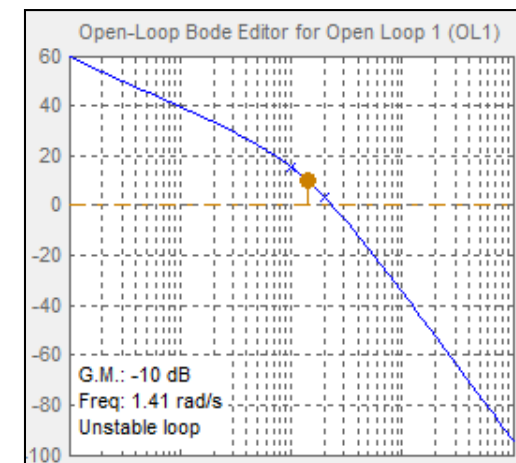 Open-Loop Bode Editor for Open Loop 1 (OL1)
60
40
20
0
-20
-40
-60
-80
-100
G.M.: -10 dB
Freq: 1.41 rad/s
Unstable loop